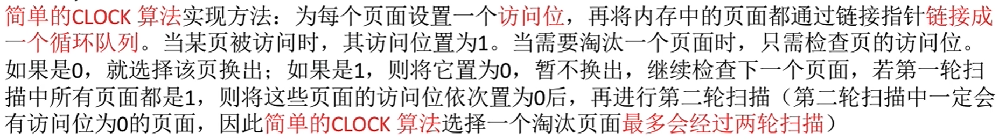 简单的CLOCK 算法实现方法：为每个页面设置一个访问位，再将内存中的页面都通过链接指针链接成
一个循环队列。当某页被访问时，其访问位置为1。当需要淘汰一个页面时，只需检查页的访问位。
如果是0，就选择该页换出；如果是1，则将它置为0，暂不换出，继续检查下一个页面，若第一轮扫
描中所有页面都是1，则将这些页面的访问位依次置为0后，再进行第二轮扫描（第二轮扫描中一定会
有访问位为0的页面，因此简单的CLOCK 算法选择一个淘汰页面最多会经过两轮扫描）